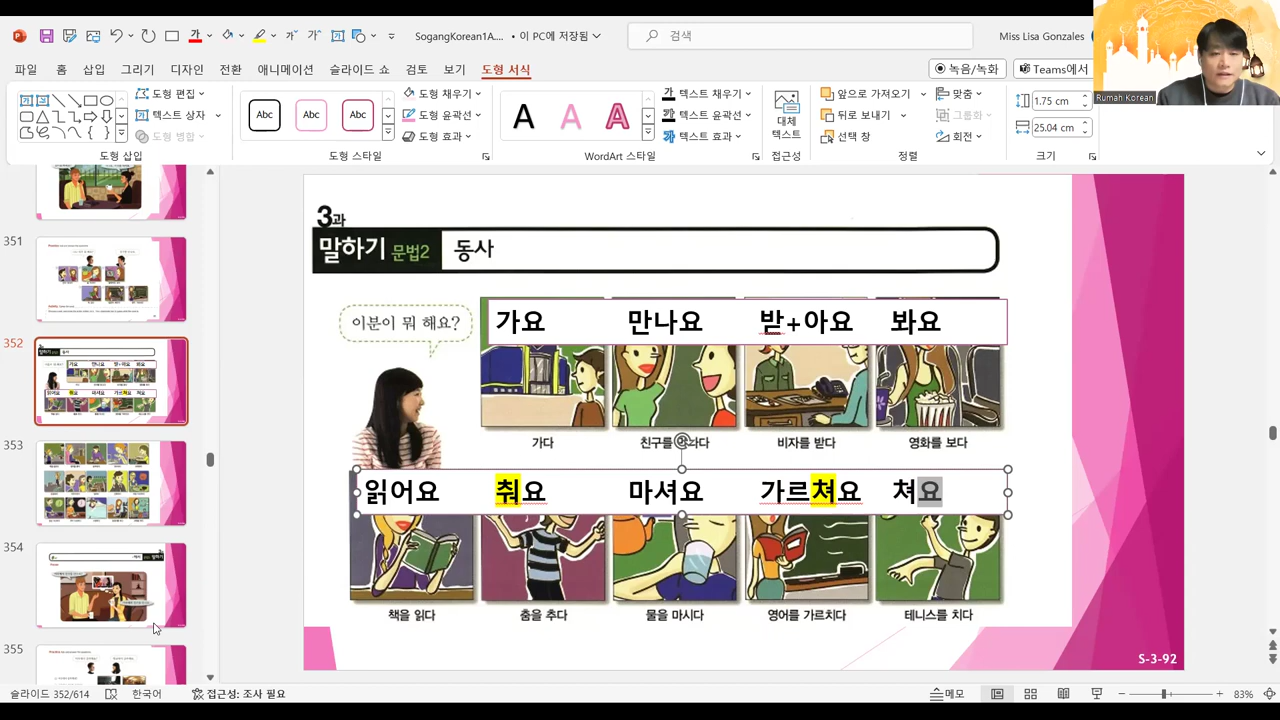 SogangKorean1A.... • 이 PC에 저장됨
검색
Miss Lisa Gonzales
파일 홈 삽입 그리기 디자인 전환 애니메이션 슬라이드 쇼 검토 보기 도형 서식
녹음/녹화
Teams에서
Rumah Korean
도형 편집
텍스트 상자
도형 병합
도형 삽입
Abc Abc Abc
도형 채우기
도형 윤곽선
도형 효과
도형 스타일
A A A
텍스트 채우기
텍스트 윤곽선
텍스트 효과
WordArt 스타일
대체 텍스트
접근성
앞으로 가져오기
뒤로 보내기
선택 창
맞춤
그룹화
회전
정렬
1.75 cm
25.04 cm
크기
351
352
353
354
355
3과
말하기 문법2 동사
이분이 뭐 해요?
가요 만나요 받+아요 봐요
가다 친구를 비자를 받다 영화를 보다
읽어요 춰요 마셔요 가르쳐요 쳐요
책을 읽다 춤을 추다 물을 마시다 영어를 가르치다 테니스를 치다
S-3-92
슬라이드 352/614 한국어 접근성: 조사 필요
메모
83%